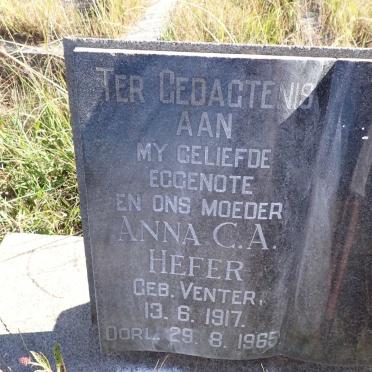 TER GEDAGTENIS
AAN
MY GELIEFDE
EGGENOTE
EN ONS MOEDER
ANNA C.A.
HEFER
GEB. VENTER,
13. 6. 1917.
OORL. 29. 8. 1965.